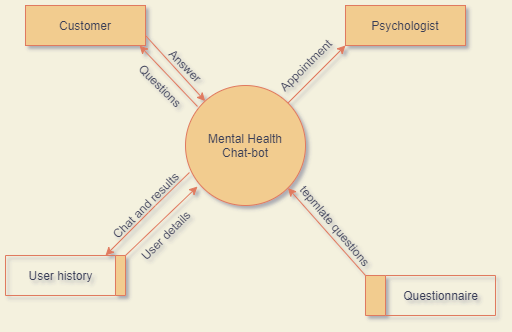 Customer
Psychologist
Answer
Questions
Appointment
Mental Health
Chat-bot
Chat and results
User details
tepmlate questions
User history
Questionnaire